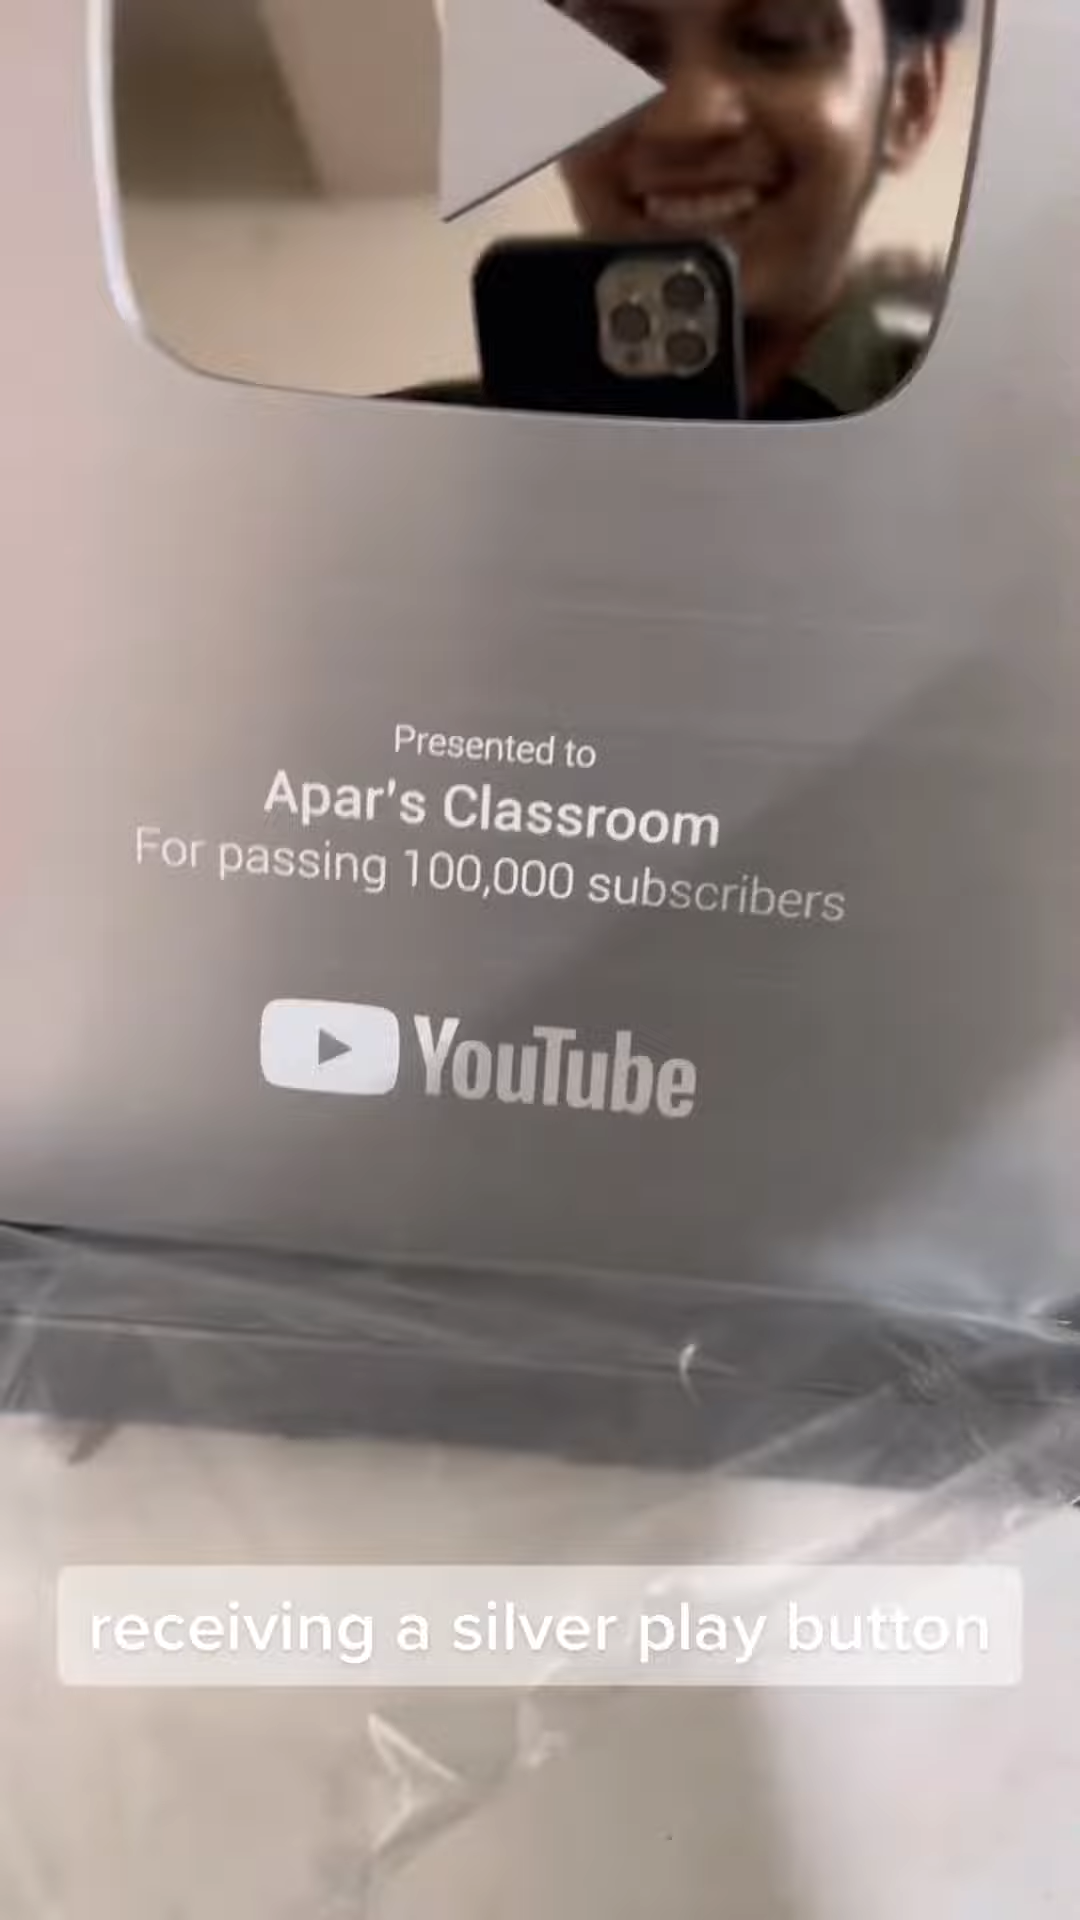 Presented to
Apar's Classroom
For passing 100,000 subscribers
YouTube
receiving a silver play button